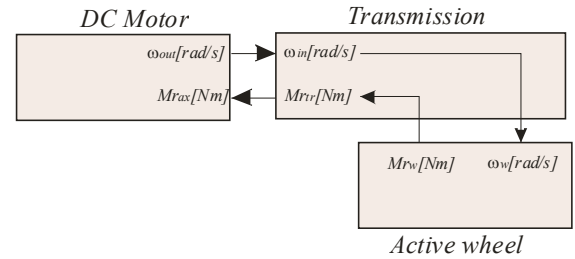 DC Motor Transmission
ωout[rad/s] ωin[rad/s]
Mrax[Nm] Mrtr[Nm]
Mrw[Nm] ωw[rad/s]
Active wheel